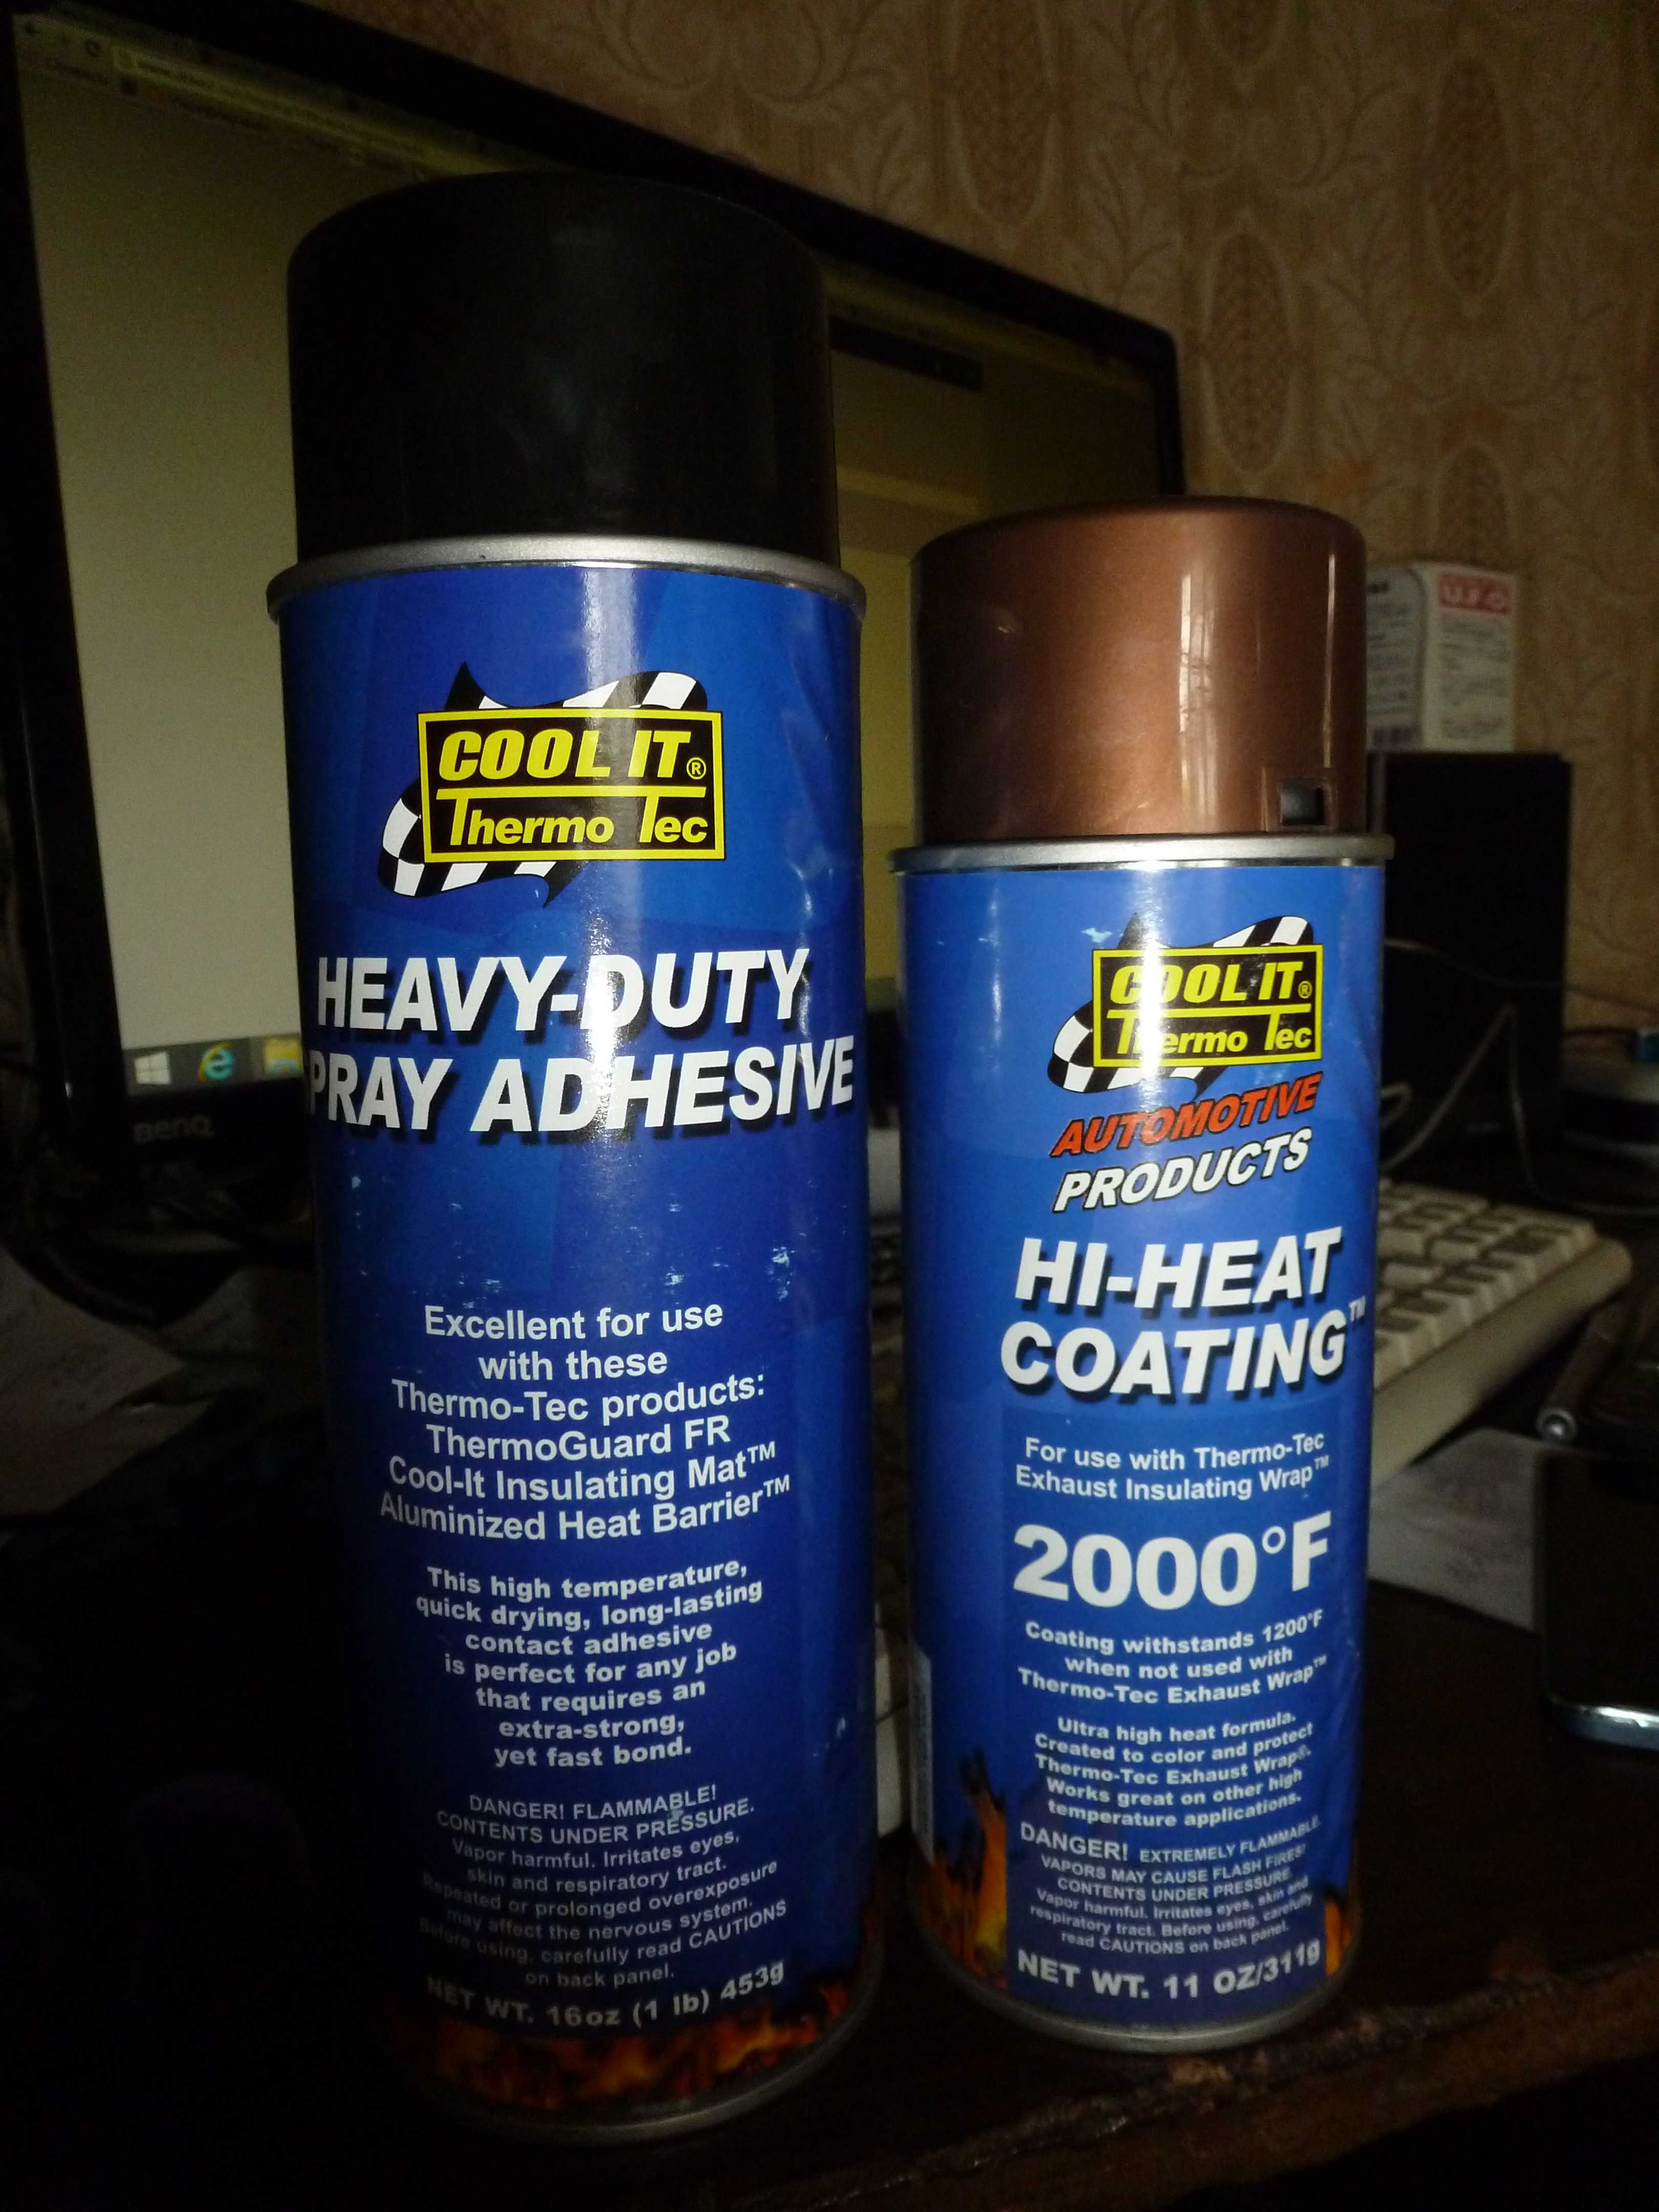 COOL IT®
Thermo Tec
HEAVY-DUTY
SPRAY ADHESIVE
Excellent for use
with these
Thermo-Tec products:
ThermoGuard FR
Cool-It Insulating Mat™
Aluminized Heat Barrier™
This high temperature,
quick drying, long-lasting
contact adhesive
is perfect for any job
that requires an
extra-strong,
yet fast bond.
DANGER! FLAMMABLE!
CONTENTS UNDER PRESSURE.
Vapor harmful. Irritates eyes,
skin and respiratory tract.
Repeated or prolonged overexposure
may affect the nervous system.
Before using, carefully read CAUTIONS
on back panel.
NET WT. 16oz (1 lb) 453g
COOL IT®
Thermo Tec
AUTOMOTIVE
PRODUCTS
HI-HEAT
COATING™
For use with Thermo-Tec
Exhaust Insulating Wrap™
2000°F
Coating withstands 1200°F
when not used with
Thermo-Tec Exhaust Wrap™
Ultra high heat formula.
Created to color and protect
Thermo-Tec Exhaust Wrap®.
Works great on other high
temperature applications.
DANGER! EXTREMELY FLAMMABLE.
VAPORS MAY CAUSE FLASH FIRES!
CONTENTS UNDER PRESSURE.
Vapor harmful. Irritates eyes, skin and
respiratory tract. Before using, carefully
read CAUTIONS on back panel.
NET WT. 11 OZ/311g
BenQ